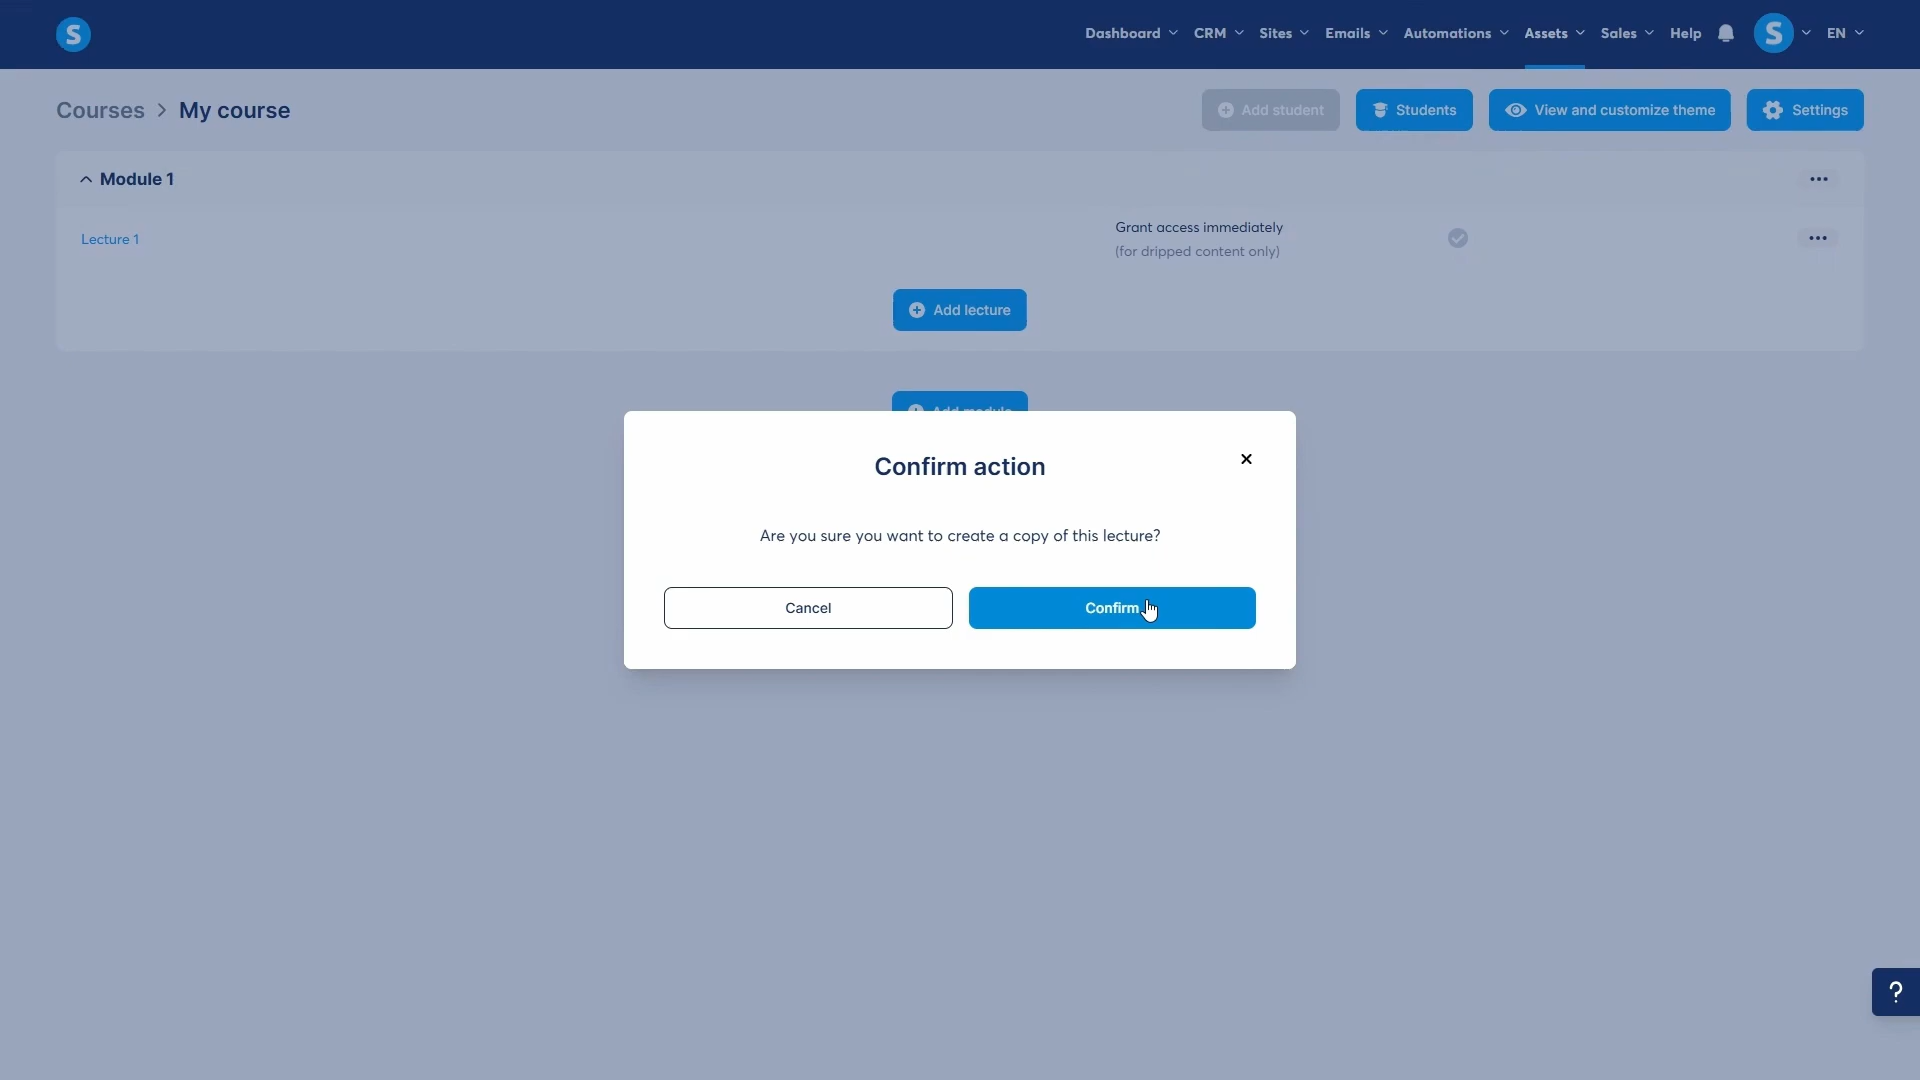 S Dashboard CRM Sites Emails Automations Assets Sales Help S EN
Courses > My course Add student Students View and customize theme Settings
Module 1 ...
Grant access immediately
Lecture 1 ...
(for dripped content only)
Add lecture
Add module
Confirm action
Are you sure you want to create a copy of this lecture?
Cancel Confirm
?